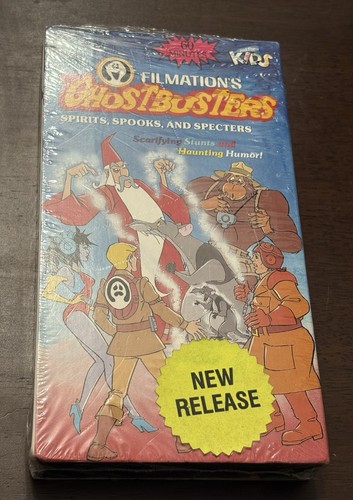 60
MINUTES
KIDS
FILMATION'S
GHOSTBUSTERS
SPIRITS, SPOOKS, AND SPECTERS
Scarifying Stunts and
Haunting Humor!
NEW
RELEASE